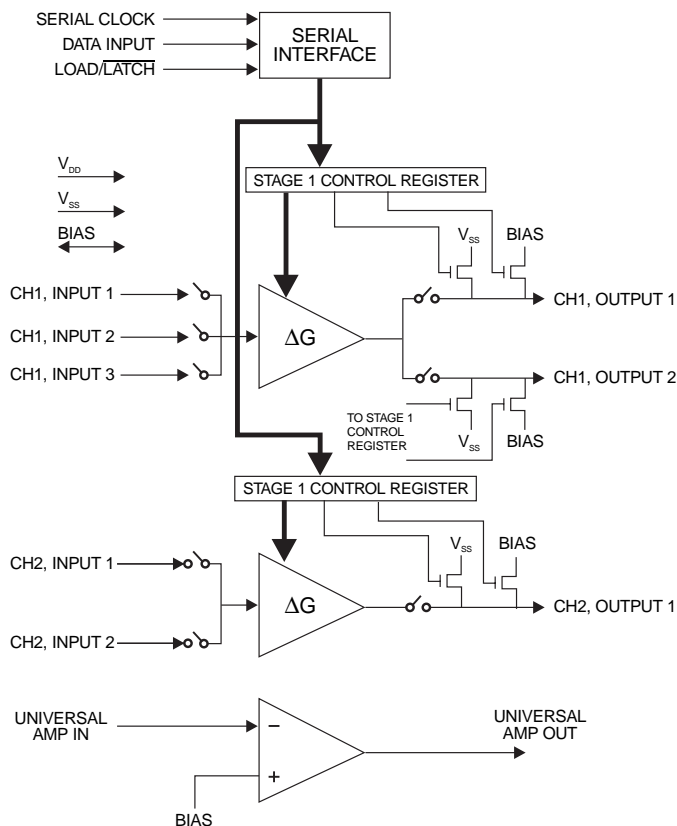 SERIAL CLOCK
DATA INPUT
LOAD/LATCH
SERIAL
INTERFACE
VDD
VSS
BIAS
STAGE 1 CONTROL REGISTER
VSS
BIAS
CH1, INPUT 1
CH1, INPUT 2
CH1, INPUT 3
ΔG
CH1, OUTPUT 1
CH1, OUTPUT 2
TO STAGE 1
CONTROL
REGISTER
VSS
BIAS
STAGE 1 CONTROL REGISTER
VSS
BIAS
CH2, INPUT 1
CH2, INPUT 2
ΔG
CH2, OUTPUT 1
UNIVERSAL
AMP IN
−
+
BIAS
UNIVERSAL
AMP OUT